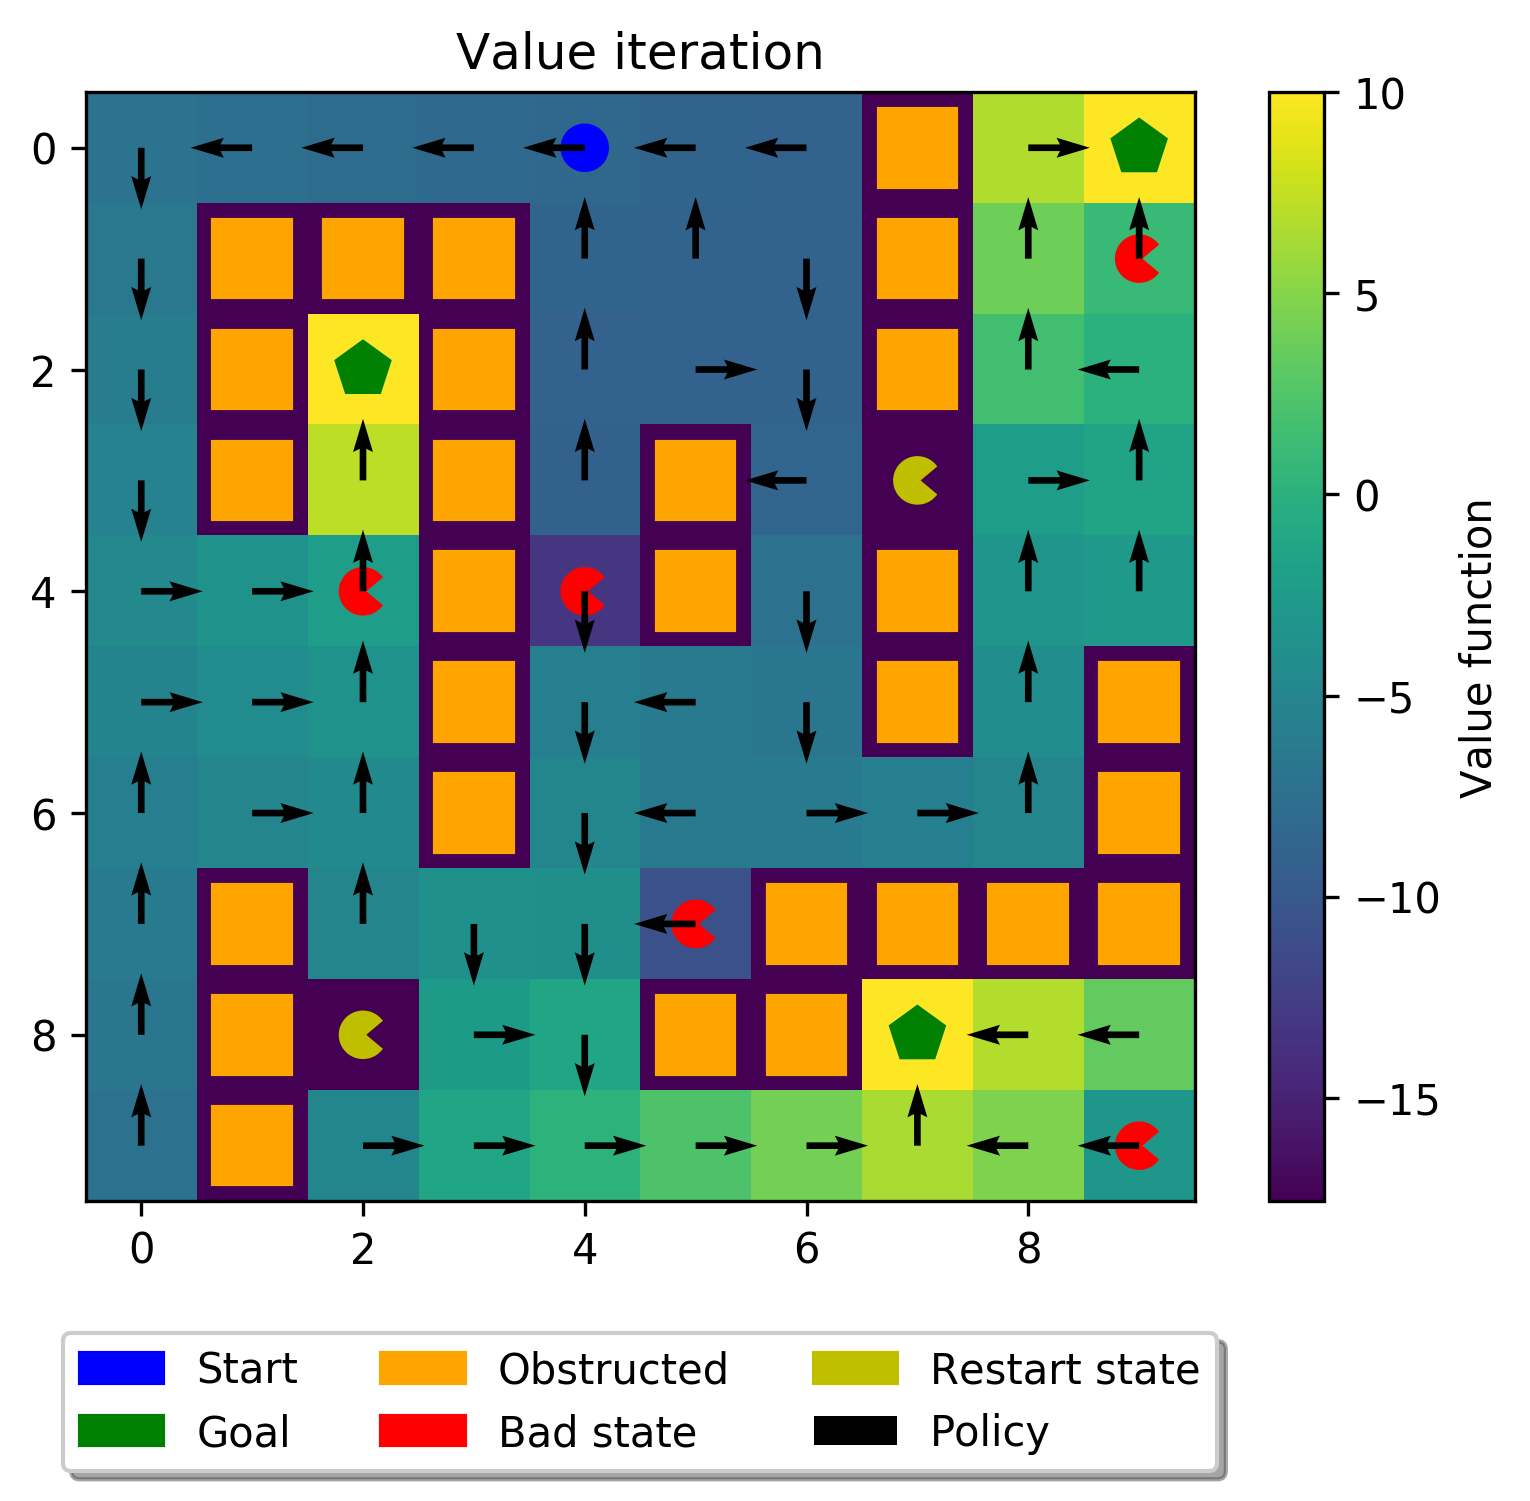 Value iteration
0
2
4
6
8
0 2 4 6 8
10
5
0
−5
−10
−15
Value function
Start Obstructed Restart state
Goal Bad state Policy